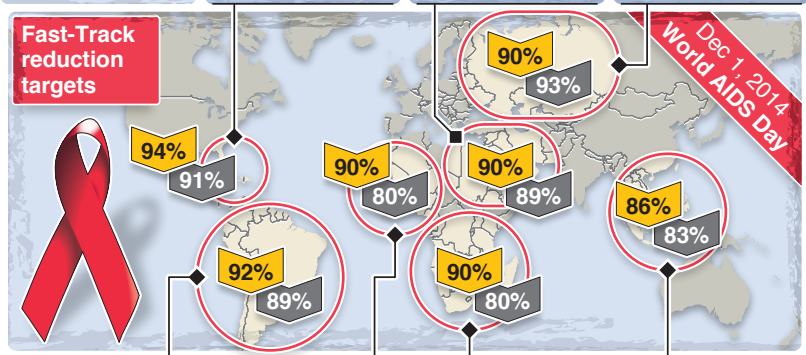 Fast-Track
reduction
targets
Dec 1, 2014
World AIDS Day
90%
93%
94%
91%
90%
80%
90%
89%
86%
83%
92%
89%
90%
80%